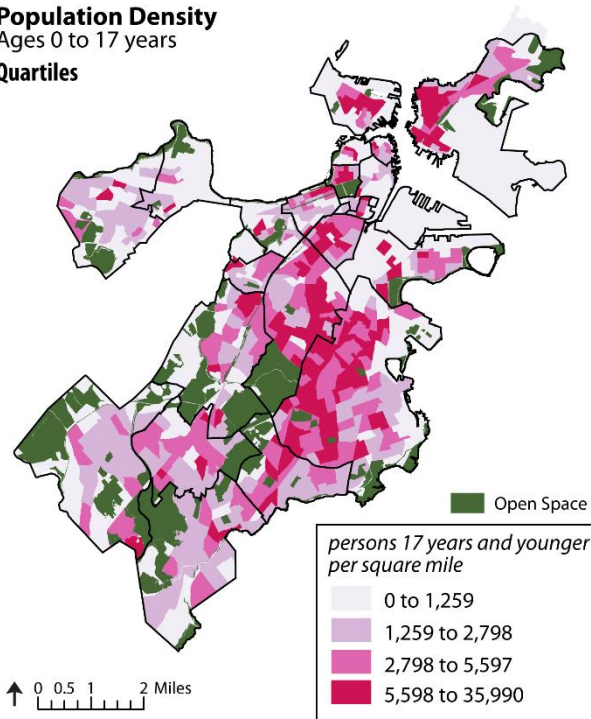 Population Density
Ages 0 to 17 years
Quartiles
Open Space
persons 17 years and younger
per square mile
0 to 1,259
1,259 to 2,798
2,798 to 5,597
5,598 to 35,990
0 0.5 1 2 Miles